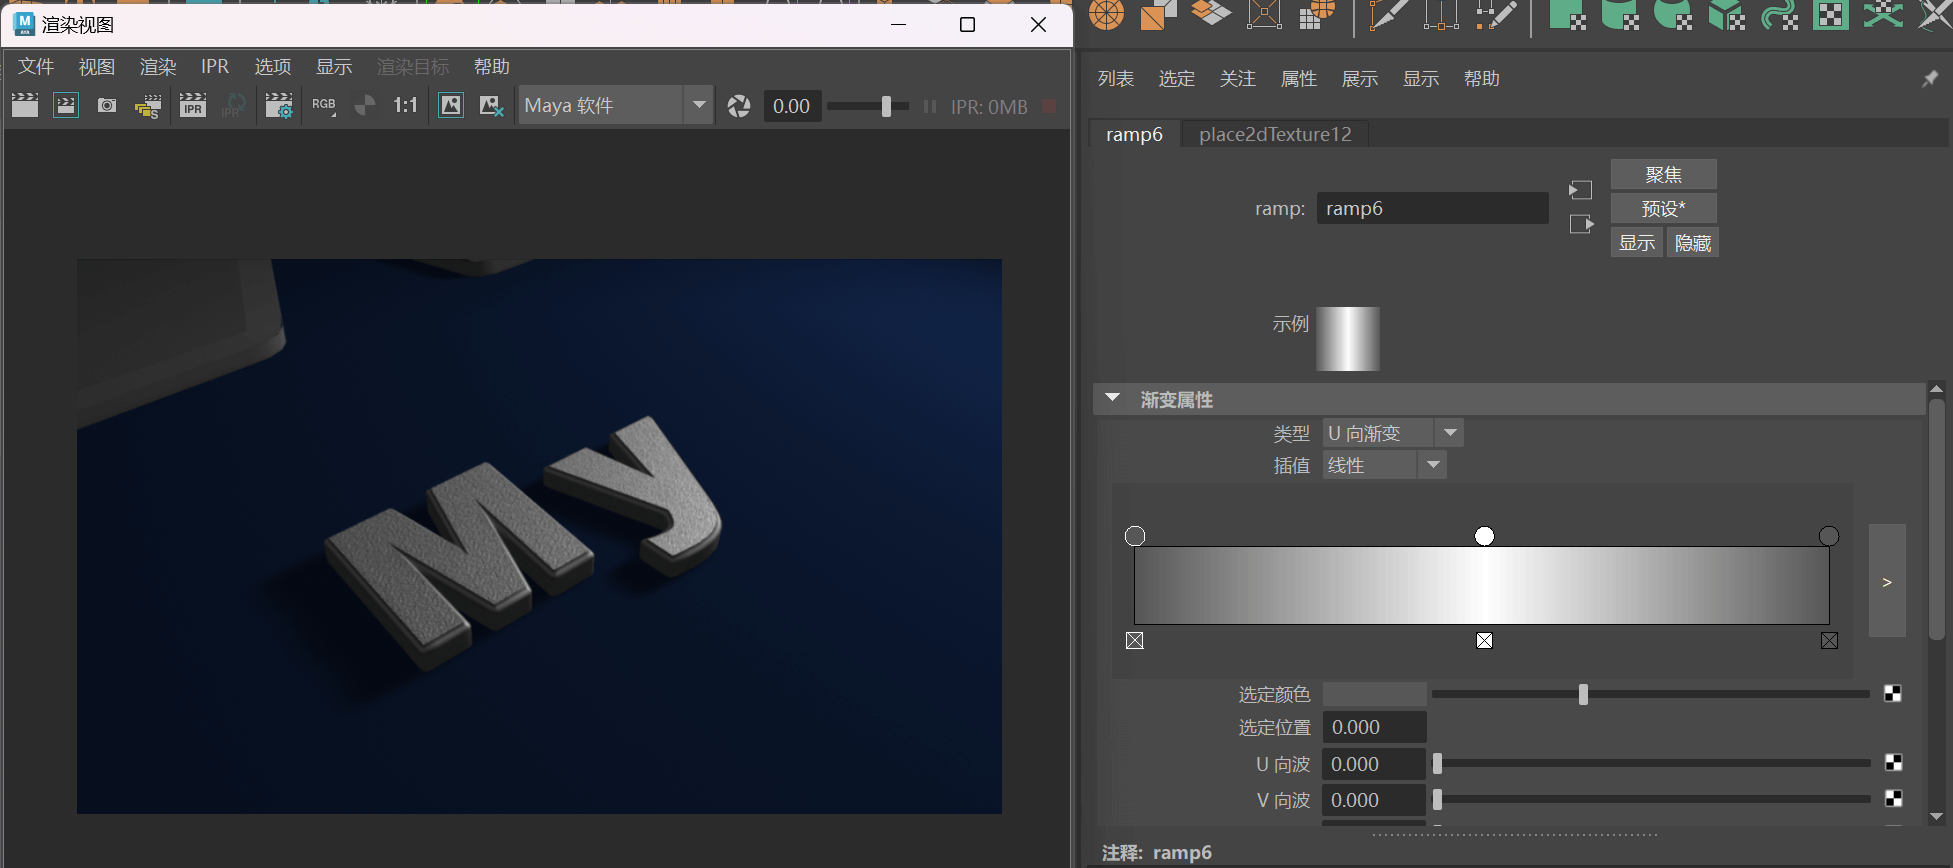 渲染视图
文件 视图 渲染 IPR 选项 显示 渲染目标 帮助
IPR IPR RGB 1:1 Maya 软件 0.00 IPR: 0MB
My
列表 选定 关注 属性 展示 显示 帮助
ramp6 place2dTexture12
聚焦
ramp: ramp6 预设*
显示 隐藏
示例
渐变属性
类型 U 向渐变
插值 线性
>
选定颜色
选定位置 0.000
U 向波 0.000
V 向波 0.000
注释: ramp6